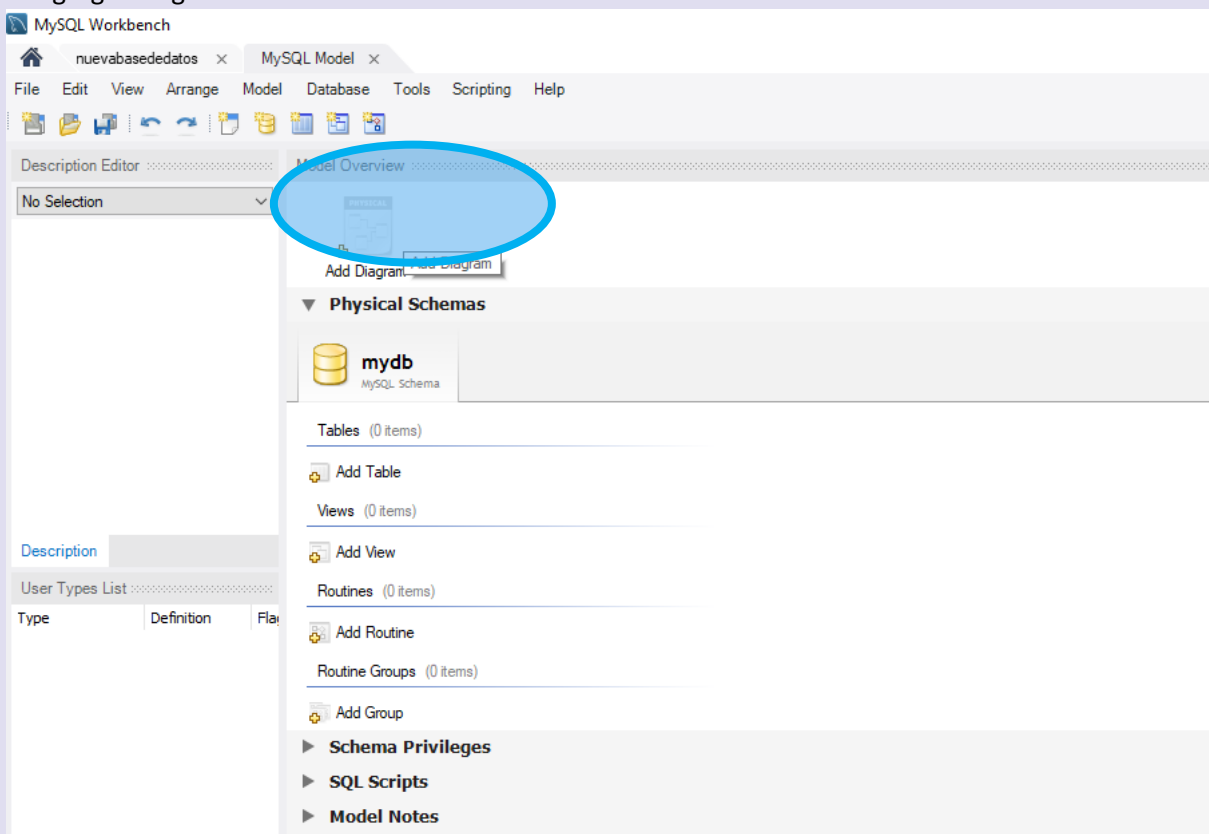 MySQL Workbench
nuevabasededatos × MySQL Model ×
File Edit View Arrange Model Database Tools Scripting Help
Description Editor
Model Overview
No Selection
PHYSICAL
Add Diagram
Add Diagram
Physical Schemas
mydb
MySQL Schema
Tables (0 items)
Add Table
Views (0 items)
Add View
Description
User Types List
Routines (0 items)
Type Definition
Add Routine
Routine Groups (0 items)
Add Group
Schema Privileges
SQL Scripts
Model Notes